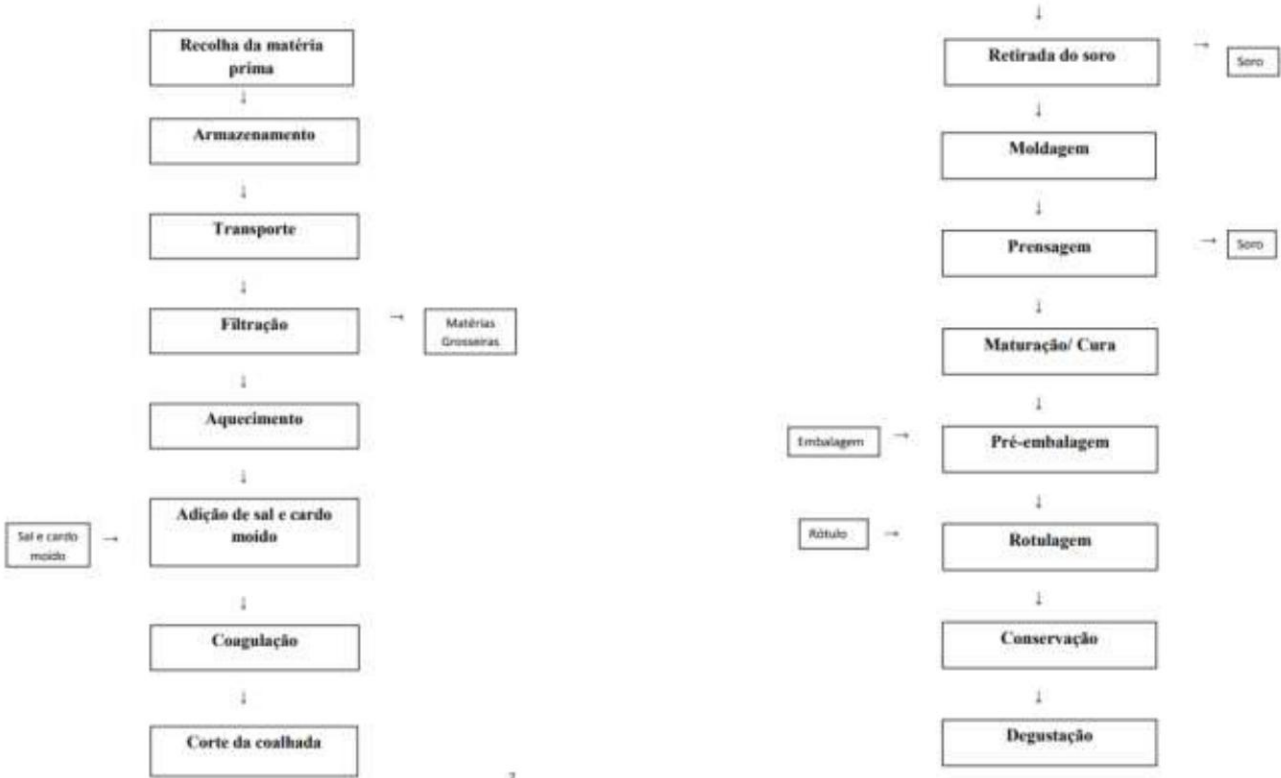 Recolha da matéria
prima
↓
Armazenamento
↓
Transporte
↓
Filtração
→
Matérias
Grosseiras
↓
Aquecimento
↓
Sal e cardo
moído
→
Adição de sal e cardo
moído
↓
Coagulação
↓
Corte da coalhada
↓
Retirada do soro
→
Soro
↓
Moldagem
↓
Prensagem
→
Soro
↓
Maturação/ Cura
↓
Embalagem
→
Pré-embalagem
↓
Rótulo
→
Rotulagem
↓
Conservação
↓
Degustação